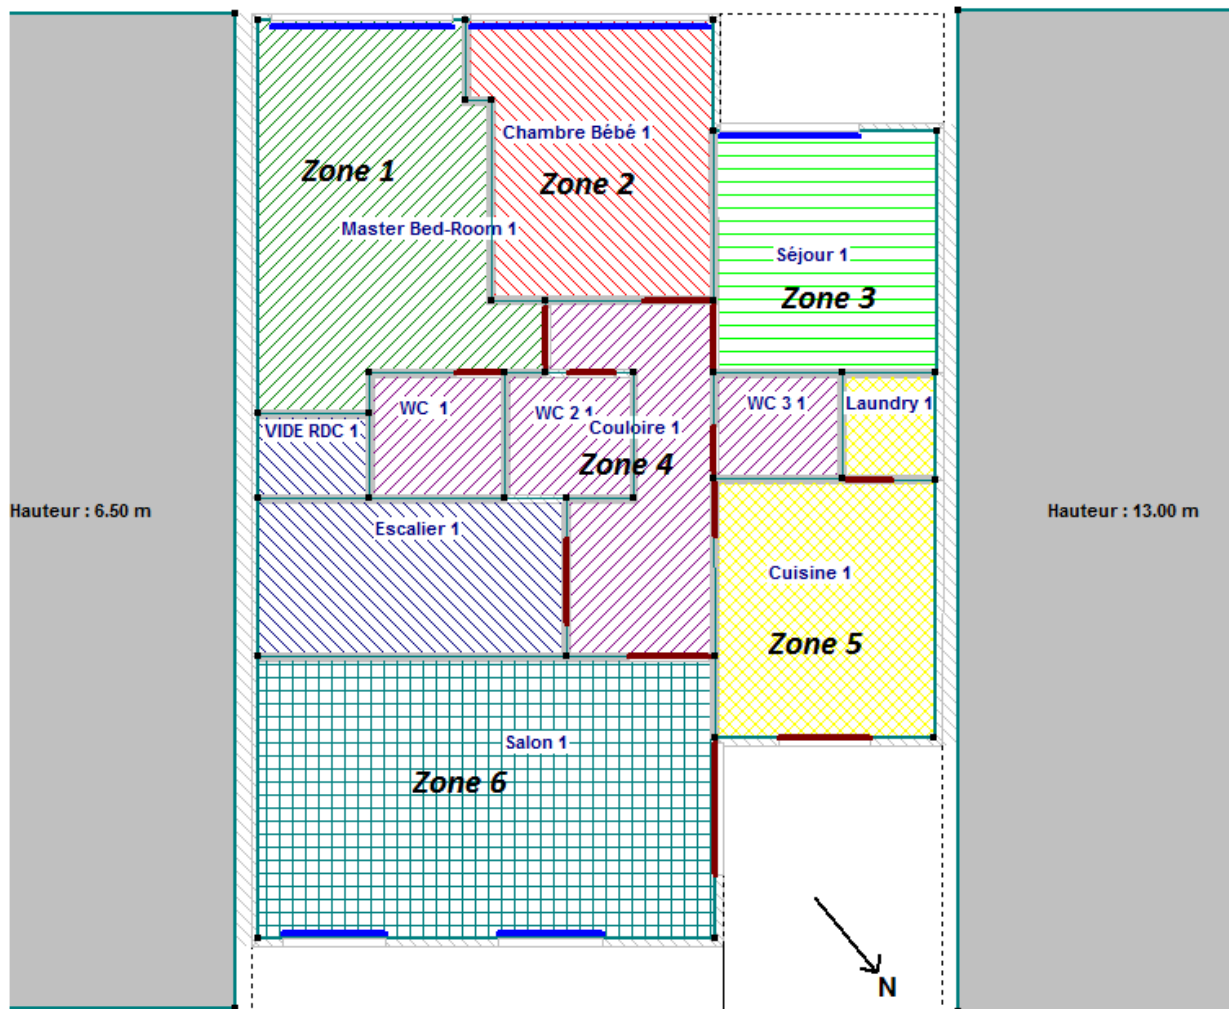 Chambre Bébé 1
Zone 1
Zone 2
Master Bed-Room 1
Séjour 1
Zone 3
WC 1
WC 2 1
WC 3 1
Laundry 1
VIDE RDC 1
Couloire 1
Zone 4
Hauteur : 6.50 m
Hauteur : 13.00 m
Escalier 1
Cuisine 1
Zone 5
Salon 1
Zone 6
N